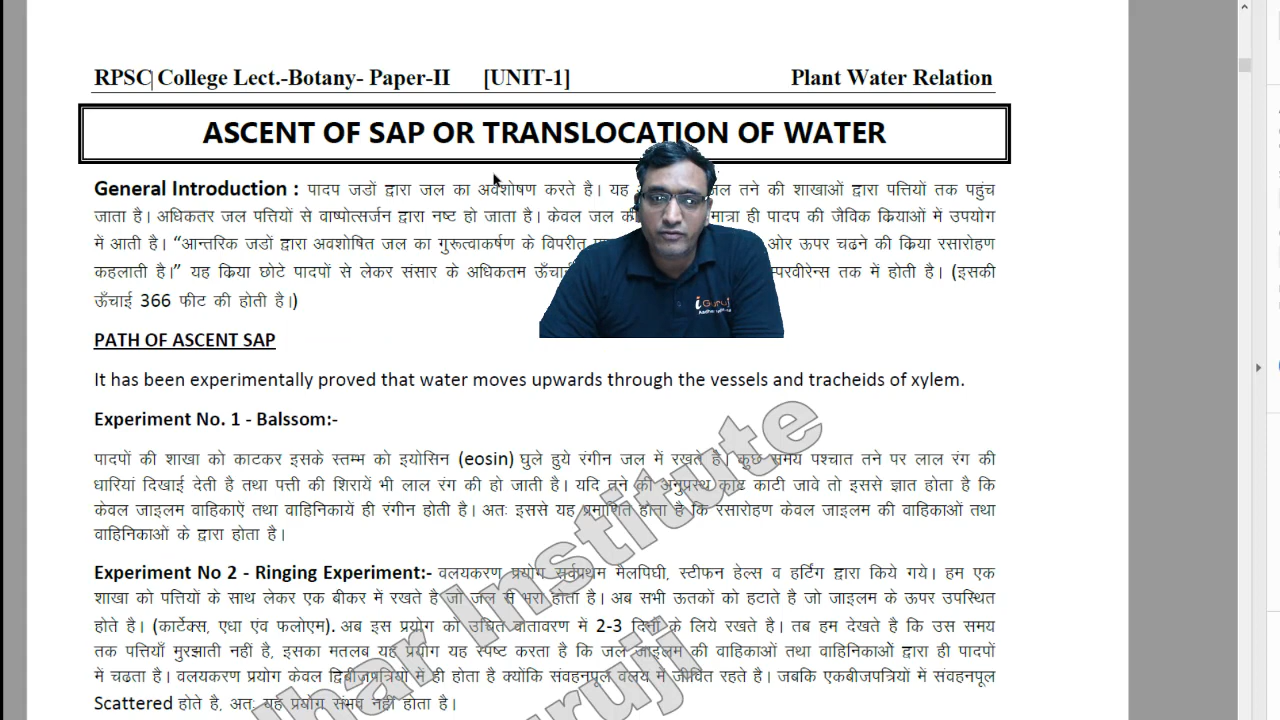 RPSC College Lect.-Botany- Paper-II [UNIT-1] Plant Water Relation
ASCENT OF SAP OR TRANSLOCATION OF WATER
General Introduction : पादप जडों द्वारा जल का अवशोषण करते है। यह जल तने की शाखाओं द्वारा पत्तियों तक पहुंच
जाता है। अधिकतर जल पत्तियों से वाष्पोत्सर्जन द्वारा नष्ट हो जाता है। केवल जल की मात्रा ही पादप की जैविक क्रियाओं में उपयोग
में आती है। “आन्तरिक जडों द्वारा अवशोषित जल का गुरूत्वाकर्षण के विपरीत ओर ऊपर चढने की क्रिया रसारोहण
कहलाती है।” यह क्रिया छोटे पादपों से लेकर संसार के अधिकतम तक में होती है। (इसकी
ऊँचाई 366 फीट की होती है।)
PATH OF ASCENT SAP
It has been experimentally proved that water moves upwards through the vessels and tracheids of xylem.
Experiment No. 1 - Balssom:-
पादपों की शाखा को काटकर इसके स्तम्भ को इयोसिन (eosin) घुले हुये रंगीन जल में रखते है। कुछ समय पश्चात तने पर लाल रंग की
धारियां दिखाई देती है तथा पत्ती की शिरायें भी लाल रंग की हो जाती है। यदि तने की अनुप्रस्थ काट काटी जावे तो इससे ज्ञात होता है कि
केवल जाइलम वाहिकाऐं तथा वाहिनिकायें ही रंगीन होती है। अतः इससे यह प्रमाणित होता है कि रसारोहण केवल जाइलम की वाहिकाओं तथा
वाहिनिकाओं के द्वारा होता है।
Experiment No 2 - Ringing Experiment:- वलयकरण प्रयोग सर्वप्रथम मेलपिघी, स्टीफन हेल्स व हर्टिंग द्वारा किये गये। हम एक
शाखा को पत्तियों के साथ लेकर एक बीकर में रखते है जो जल से भरा होता है। अब सभी ऊतकों को हटाते है जो जाइलम के ऊपर उपस्थित
होते है। (कार्टेक्स, एधा एंव फलोएम). अब इस प्रयोग को उचित वातावरण में 2-3 दिनों के लिये रखते है। तब हम देखते है कि उस समय
तक पत्तियाँ मुरझाती नहीं है, इसका मतलब यह प्रयोग यह स्पष्ट करता है कि जल जाइलम की वाहिकाओं तथा वाहिनिकाओं द्वारा ही पादपों
में चढता है। वलयकरण प्रयोग केवल द्विबीजपत्रियों में ही होता है क्योंकि संवहनपूल वलय में जीवित रहते है। जबकि एकबीजपत्रियों में संवहनपूल
Scattered होते है, अतः यह प्रयोग संभव नहीं होता है।
iGuruji
har Institute
uruji